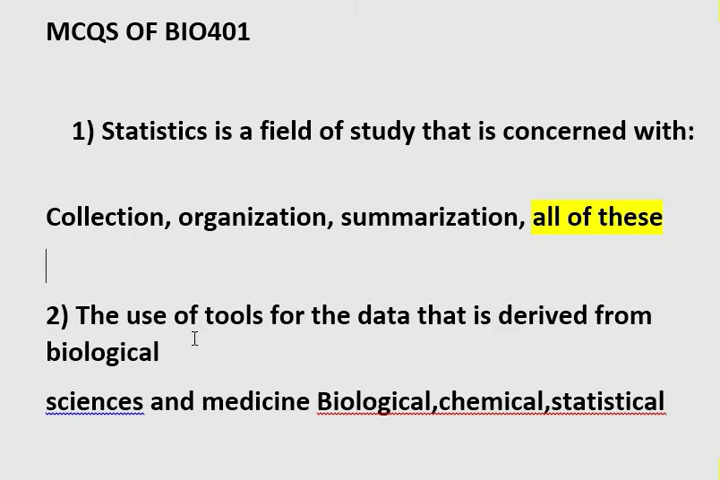 MCQS OF BIO401
1) Statistics is a field of study that is concerned with:
Collection, organization, summarization, all of these
2) The use of tools for the data that is derived from
biological
sciences and medicine Biological,chemical,statistical